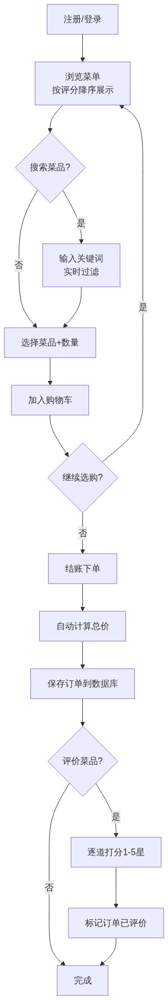 注册/登录
浏览菜单
按评分降序展示
搜索菜品?
是
否
输入关键词
实时过滤
选择菜品+数量
加入购物车
是
继续选购?
否
结账下单
自动计算总价
保存订单到数据库
评价菜品?
是
逐道打分1-5星
否
标记订单已评价
完成